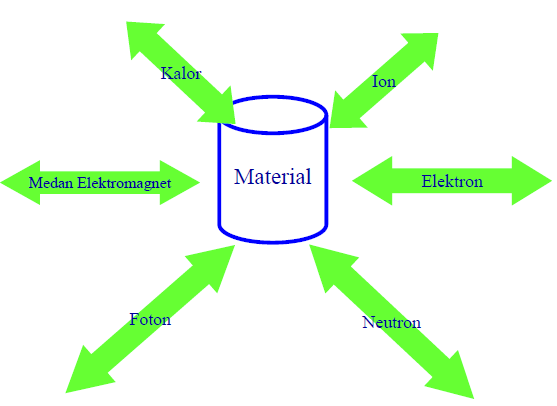 Kalor
Ion
Material
Medan Elektromagnet
Elektron
Foton
Neutron